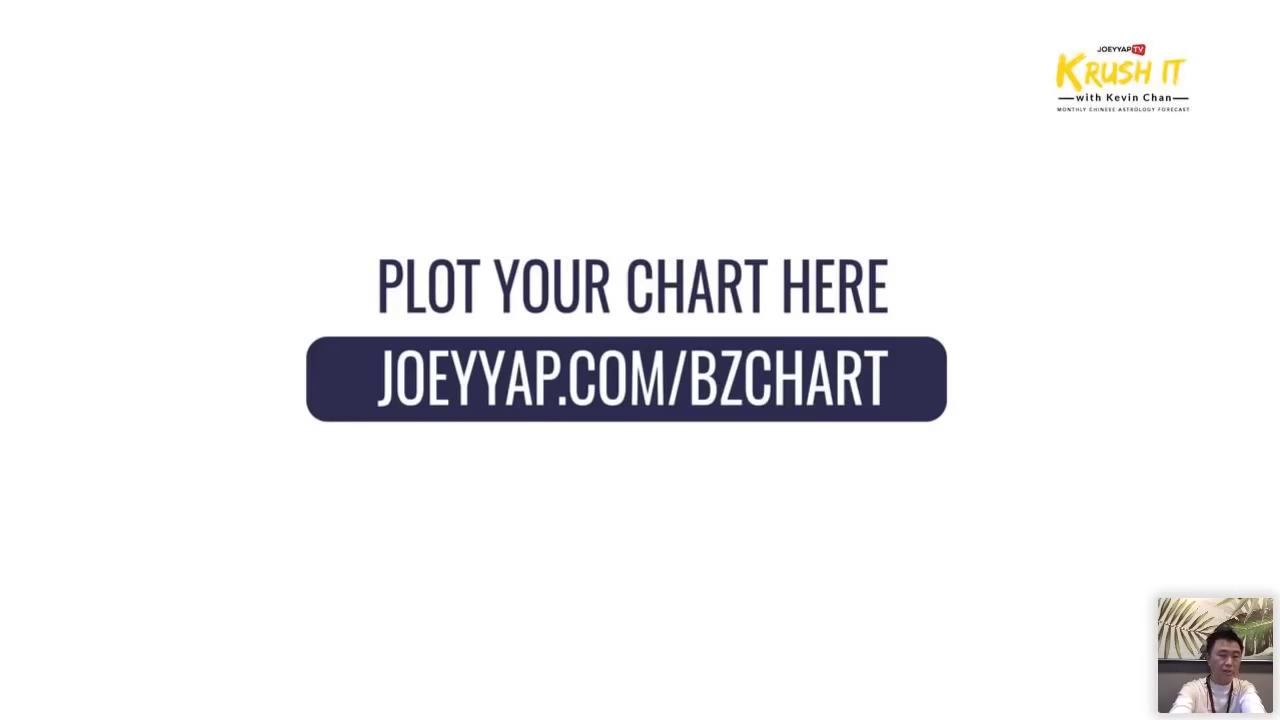 JOEYYAP TV
KRUSH IT
with Kevin Chan
MONTHLY CHINESE ASTROLOGY FORECAST
PLOT YOUR CHART HERE
JOEYYAP.COM/BZCHART